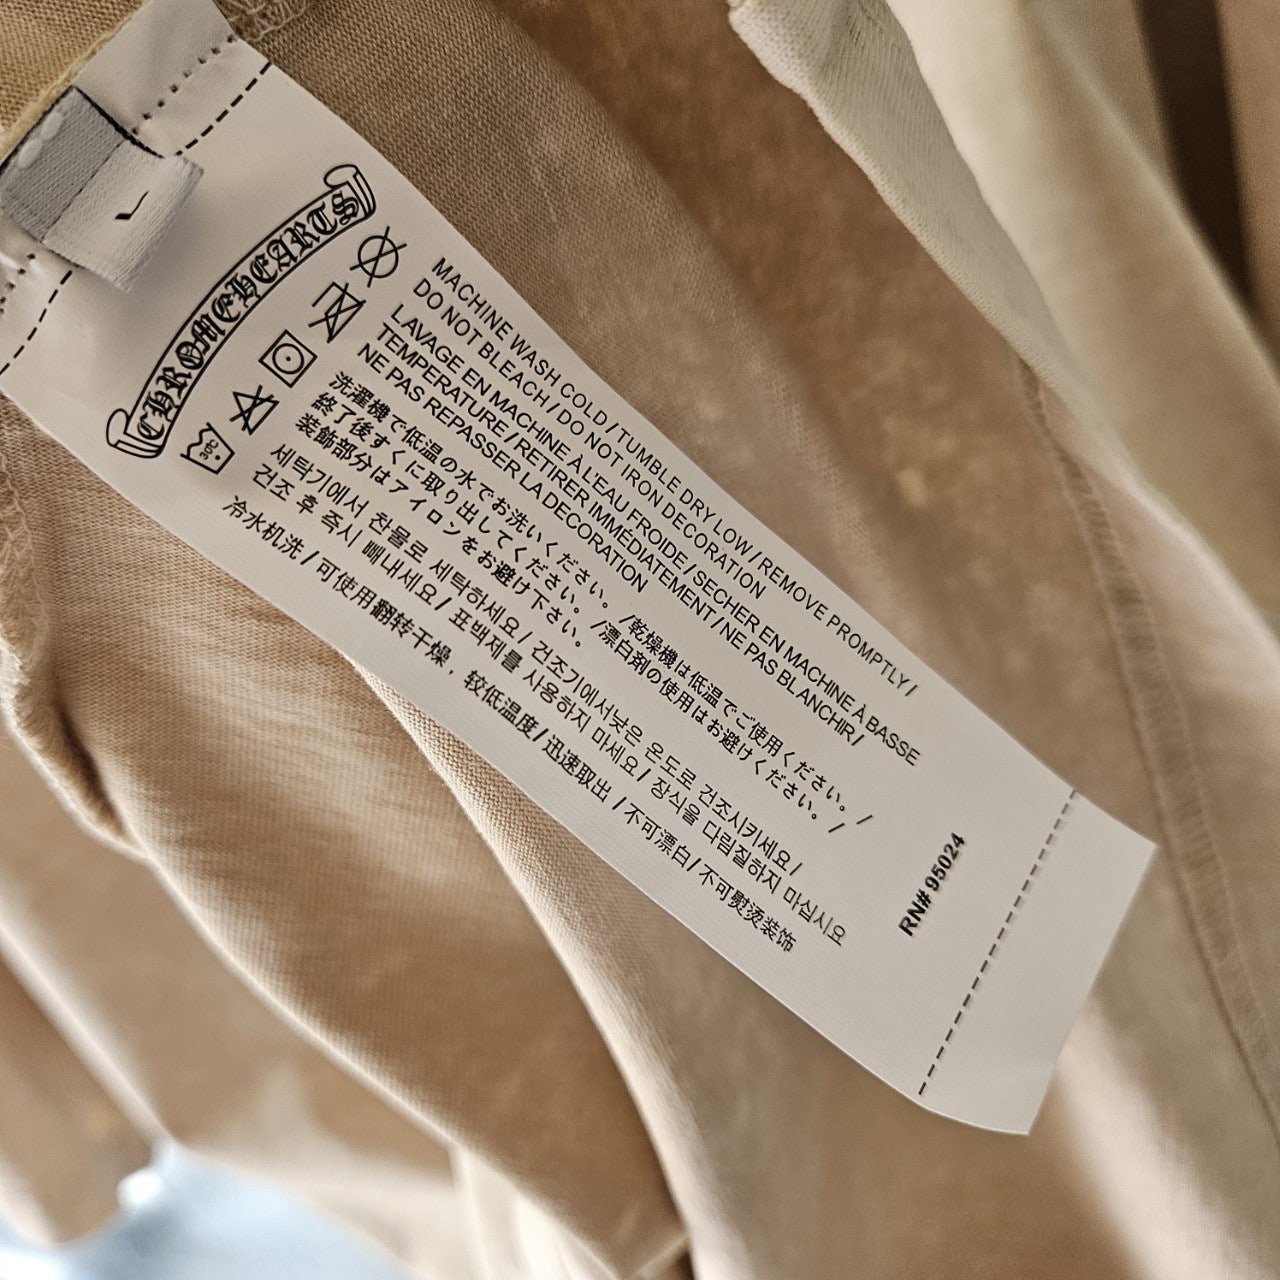 CHROME HEARTS
30C
MACHINE WASH COLD / TUMBLE DRY LOW / REMOVE PROMPTLY /
DO NOT BLEACH / DO NOT IRON DECORATION
LAVAGE EN MACHINE À L'EAU FROIDE / SECHER EN MACHINE À BASSE
TEMPERATURE / RETIRER IMMÉDIATEMENT / NE PAS BLANCHIR /
NE PAS REPASSER LA DECORATION
洗濯機で低温の水でお洗いください。 /乾燥機は低温でご使用ください。 /
終了後すぐに取り出してください。 /漂白剤の使用はお避けください。 /
装飾部分はアイロンをお避け下さい。
세탁기에서 찬물로 세탁하세요 / 건조기에서낮은 온도로 건조시키세요 /
건조 후 즉시 빼내세요 / 표백제를 사용하지 마세요 / 장식을 다림질하지 마십시요
冷水机洗 / 可使用翻转干燥，较低温度 / 迅速取出 / 不可漂白 / 不可熨烫装饰
RN# 95024